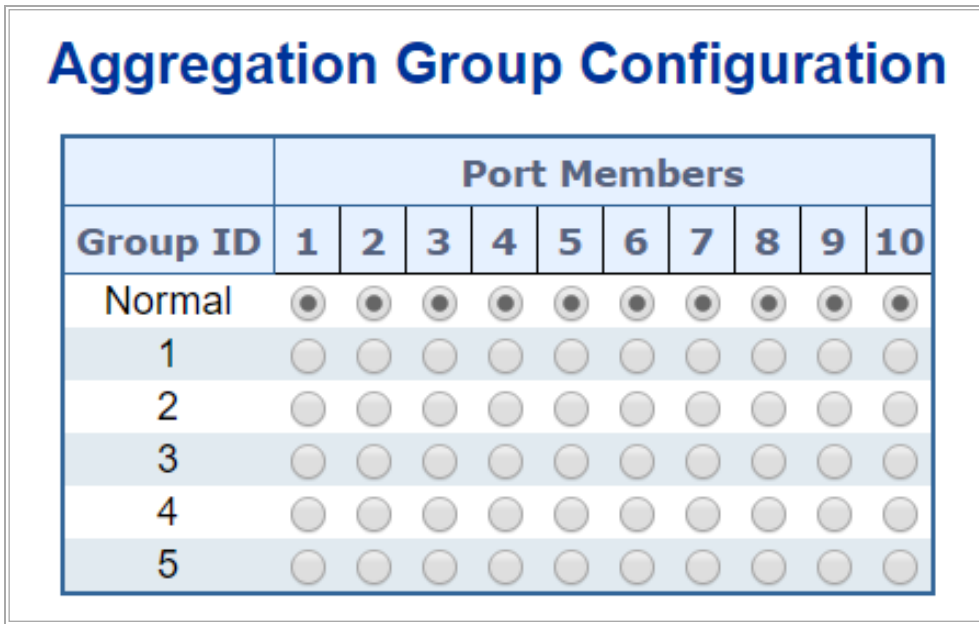 Aggregation Group Configuration
Port Members
Group ID 1 2 3 4 5 6 7 8 9 10
Normal
1
2
3
4
5